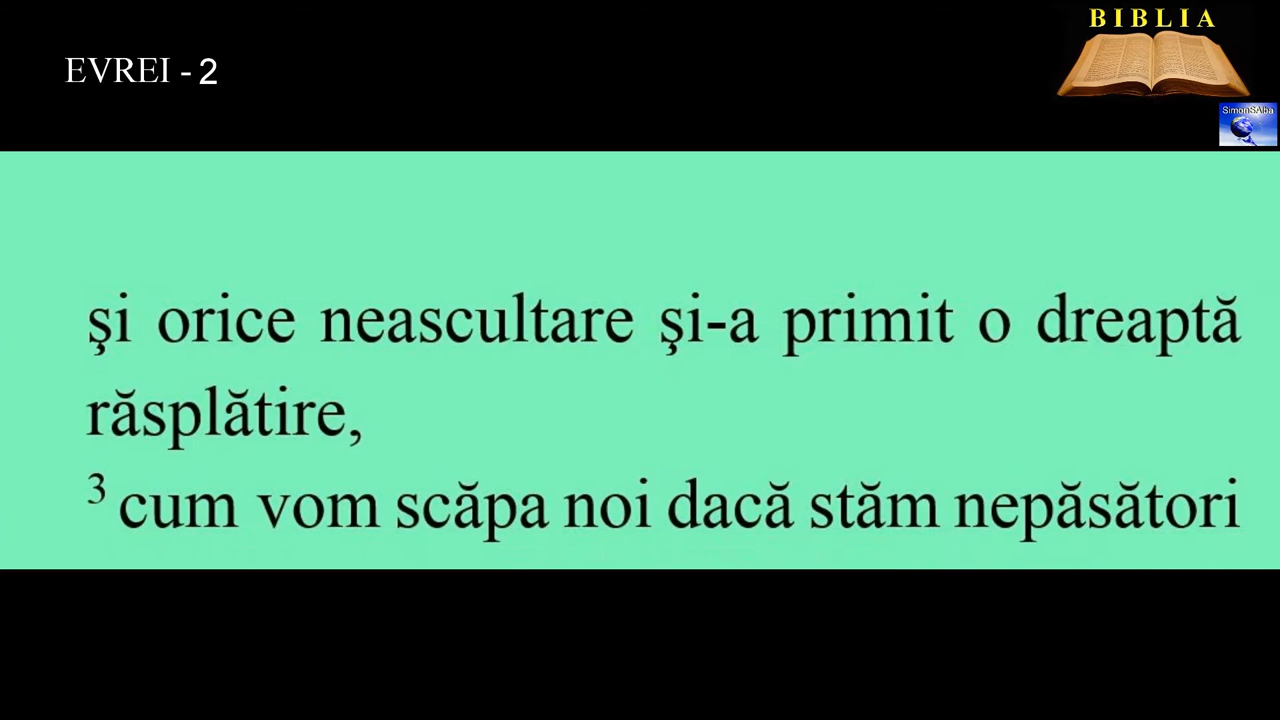 BIBLIA
EVREI - 2
SimonSAlba
şi orice neascultare şi-a primit o dreaptă
răsplătire,
3 cum vom scăpa noi dacă stăm nepăsători